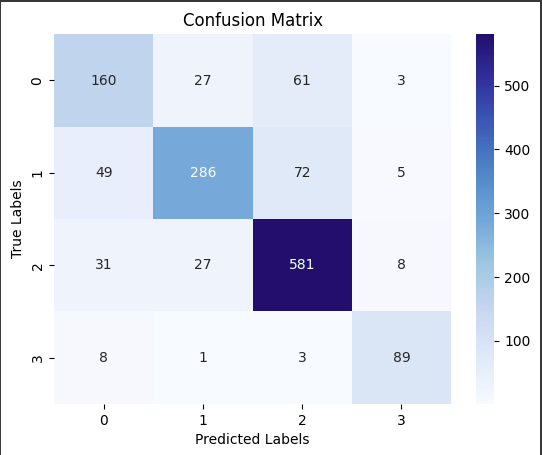 Confusion Matrix
0 160 27 61 3
1 49 286 72 5
2 31 27 581 8
3 8 1 3 89
0 1 2 3
True Labels
Predicted Labels
500
400
300
200
100